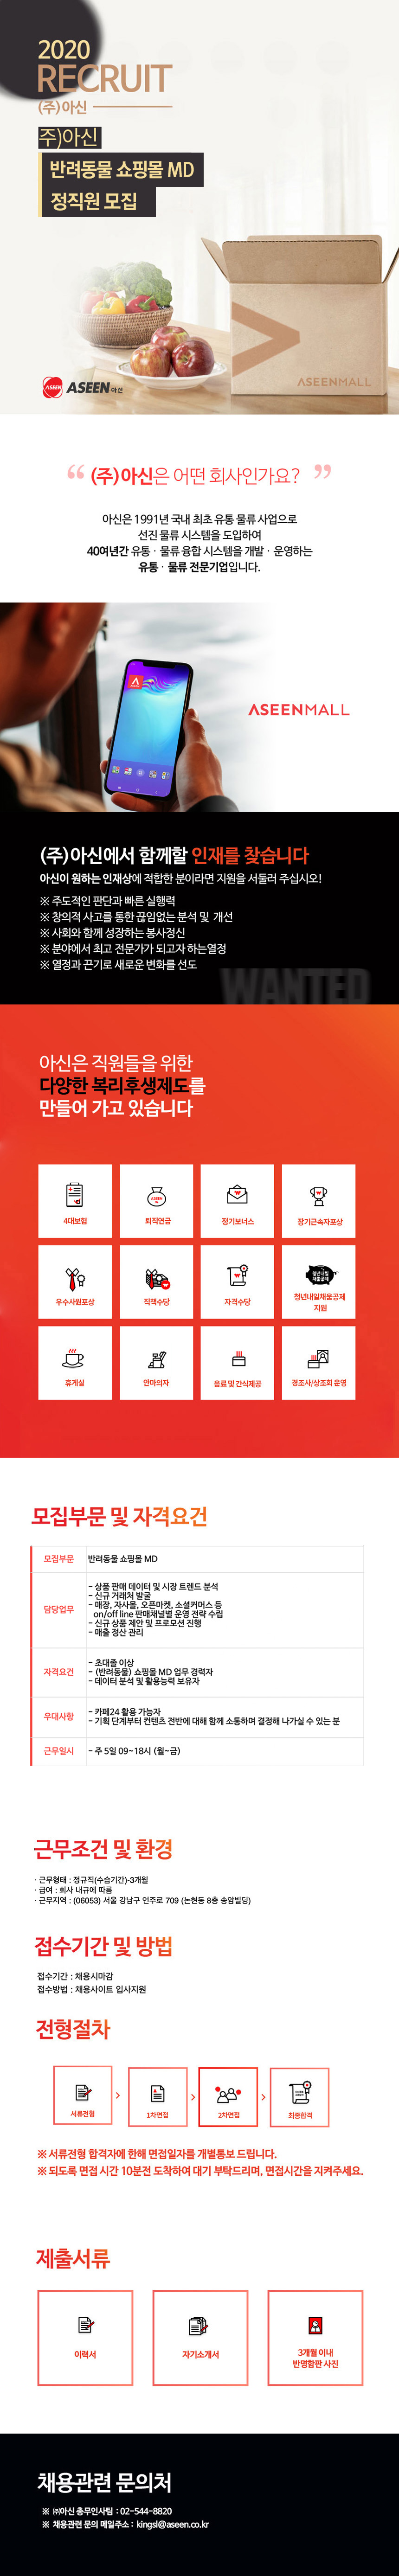 2020
RECRUIT
(주)아신
주)아신
반려동물 쇼핑몰 MD
정직원 모집
ASEENMALL
ASEEN ASEEN 아신
“ (주)아신은 어떤 회사인가요? ”
아신은 1991년 국내 최초 유통 물류 사업으로
선진 물류 시스템을 도입하여
40여년간 유통 · 물류 융합 시스템을 개발 · 운영하는
유통 · 물류 전문기업입니다.
ASEENMALL
(주)아신에서 함께할 인재를 찾습니다
아신이 원하는 인재상에 적합한 분이라면 지원을 서둘러 주십시오!
※ 주도적인 판단과 빠른 실행력
※ 창의적 사고를 통한 끊임없는 분석 및 개선
※ 사회와 함께 성장하는 봉사정신
※ 분야에서 최고 전문가가 되고자 하는열정
※ 열정과 끈기로 새로운 변화를 선도
WANTED
아신은 직원들을 위한
다양한 복리후생제도를
만들어 가고 있습니다
4대보험
퇴직연금
정기보너스
장기근속자포상
우수사원포상
직책수당
자격수당
청년내일채움공제
지원
휴게실
안마의자
음료 및 간식제공
경조사/상조회 운영
모집부문 및 자격요건
모집부문
반려동물 쇼핑몰 MD
담당업무
- 상품 판매 데이터 및 시장 트렌드 분석
- 신규 거래처 발굴
- 매장, 자사몰, 오픈마켓, 소셜커머스 등
on/off line 판매채널별 운영 전략 수립
- 신규 상품 제안 및 프로모션 진행
- 매출 정산 관리
자격요건
- 초대졸 이상
- (반려동물) 쇼핑몰 MD 업무 경력자
- 데이터 분석 및 활용능력 보유자
우대사항
- 카페24 활용 가능자
- 기획 단계부터 컨텐츠 전반에 대해 함께 소통하며 결정해 나가실 수 있는 분
근무일시
- 주 5일 09~18시 (월~금)
근무조건 및 환경
· 근무형태 : 정규직(수습기간)-3개월
· 급여 : 회사 내규에 따름
· 근무지역 : (06053) 서울 강남구 언주로 709 (논현동 8층 송암빌딩)
접수기간 및 방법
접수기간 : 채용시마감
접수방법 : 채용사이트 입사지원
전형절차
서류전형
>
1차면접
>
2차면접
>
최종합격
※ 서류전형 합격자에 한해 면접일자를 개별통보 드립니다.
※ 되도록 면접 시간 10분전 도착하여 대기 부탁드리며, 면접시간을 지켜주세요.
제출서류
이력서
자기소개서
3개월 이내
반명함판 사진
채용관련 문의처
※ ㈜아신 총무인사팀 : 02-544-8820
※ 채용관련 문의 메일주소 : kingsl@aseen.co.kr